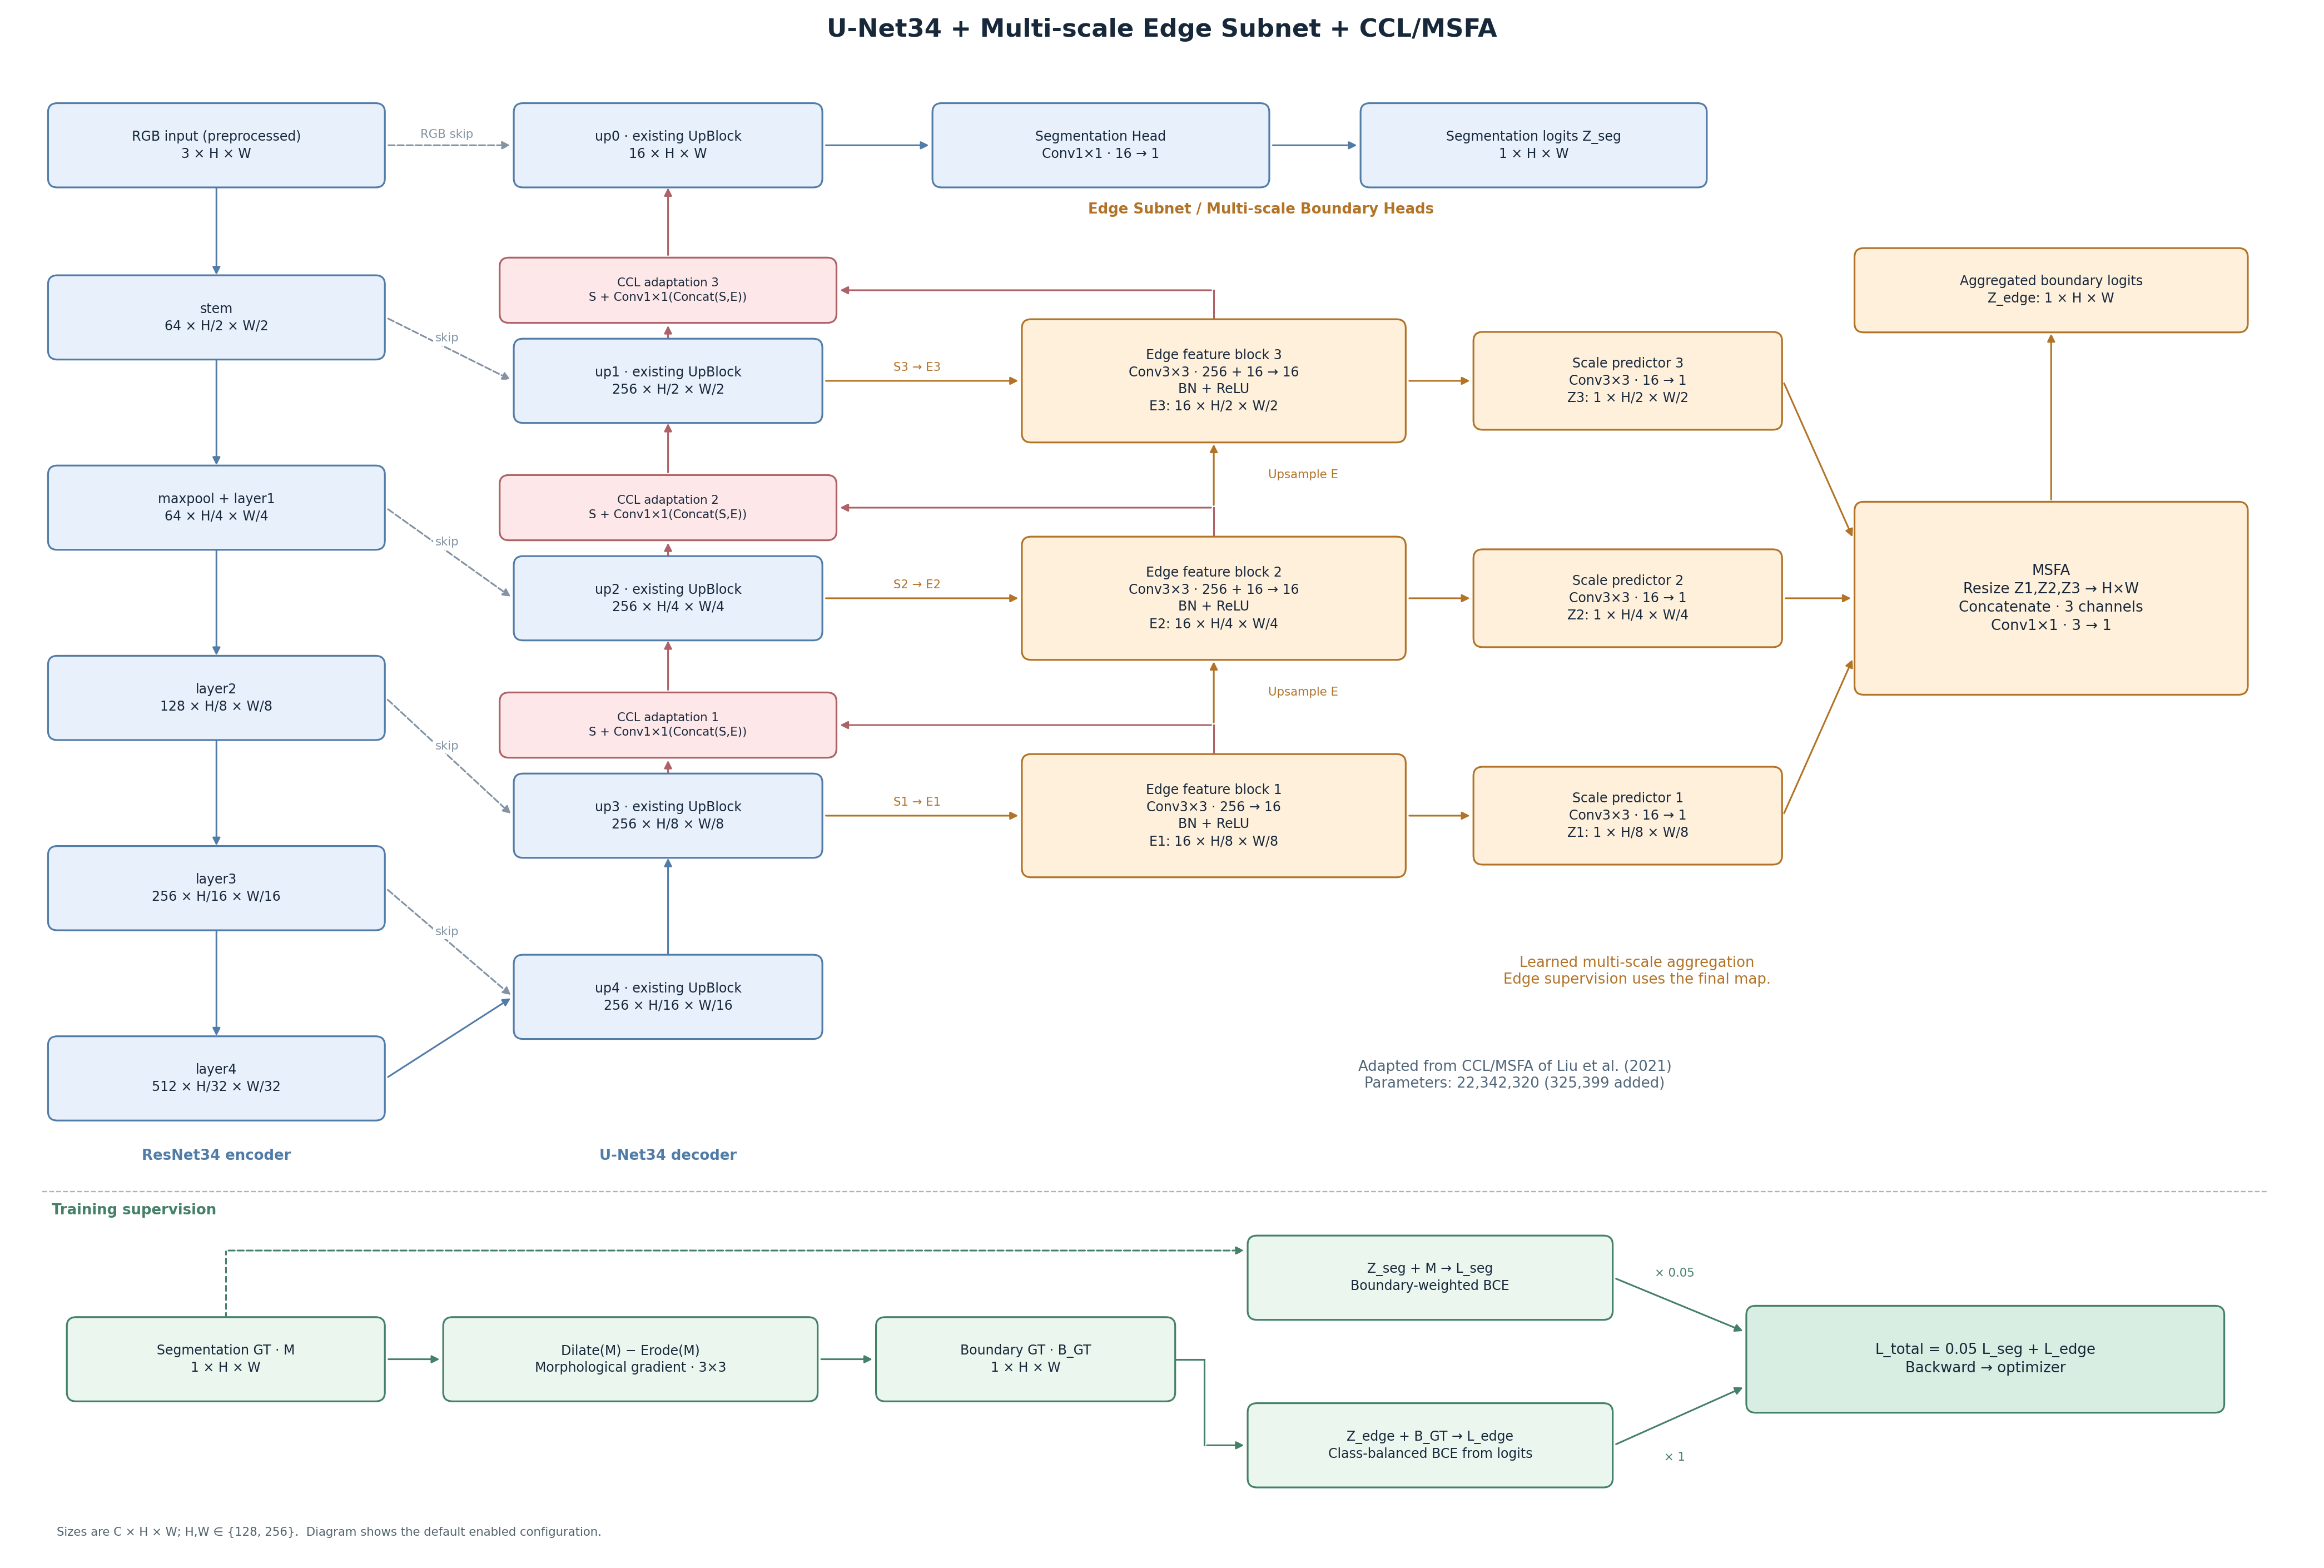 U-Net34 + Multi-scale Edge Subnet + CCL/MSFA
RGB input (preprocessed)
3 × H × W
RGB skip
up0 · existing UpBlock
16 × H × W
Segmentation Head
Conv1×1 · 16 → 1
Segmentation logits Z_seg
1 × H × W
Edge Subnet / Multi-scale Boundary Heads
stem
64 × H/2 × W/2
skip
CCL adaptation 3
S + Conv1×1(Concat(S,E))
up1 · existing UpBlock
256 × H/2 × W/2
S3 → E3
Edge feature block 3
Conv3×3 · 256 + 16 → 16
BN + ReLU
E3: 16 × H/2 × W/2
Scale predictor 3
Conv3×3 · 16 → 1
Z3: 1 × H/2 × W/2
Aggregated boundary logits
Z_edge: 1 × H × W
Upsample E
maxpool + layer1
64 × H/4 × W/4
skip
CCL adaptation 2
S + Conv1×1(Concat(S,E))
up2 · existing UpBlock
256 × H/4 × W/4
S2 → E2
Edge feature block 2
Conv3×3 · 256 + 16 → 16
BN + ReLU
E2: 16 × H/4 × W/4
Scale predictor 2
Conv3×3 · 16 → 1
Z2: 1 × H/4 × W/4
MSFA
Resize Z1,Z2,Z3 → H×W
Concatenate · 3 channels
Conv1×1 · 3 → 1
Upsample E
layer2
128 × H/8 × W/8
skip
CCL adaptation 1
S + Conv1×1(Concat(S,E))
up3 · existing UpBlock
256 × H/8 × W/8
S1 → E1
Edge feature block 1
Conv3×3 · 256 → 16
BN + ReLU
E1: 16 × H/8 × W/8
Scale predictor 1
Conv3×3 · 16 → 1
Z1: 1 × H/8 × W/8
layer3
256 × H/16 × W/16
skip
up4 · existing UpBlock
256 × H/16 × W/16
Learned multi-scale aggregation
Edge supervision uses the final map.
layer4
512 × H/32 × W/32
Adapted from CCL/MSFA of Liu et al. (2021)
Parameters: 22,342,320 (325,399 added)
ResNet34 encoder
U-Net34 decoder
Training supervision
Segmentation GT · M
1 × H × W
Dilate(M) − Erode(M)
Morphological gradient · 3×3
Boundary GT · B_GT
1 × H × W
Z_seg + M → L_seg
Boundary-weighted BCE
× 0.05
Z_edge + B_GT → L_edge
Class-balanced BCE from logits
× 1
L_total = 0.05 L_seg + L_edge
Backward → optimizer
Sizes are C × H × W; H,W ∈ {128, 256}.  Diagram shows the default enabled configuration.